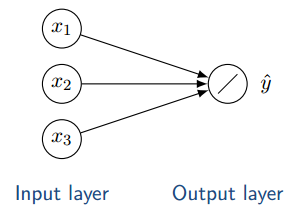 x₁
x₂
ŷ
x₃
Input layer
Output layer